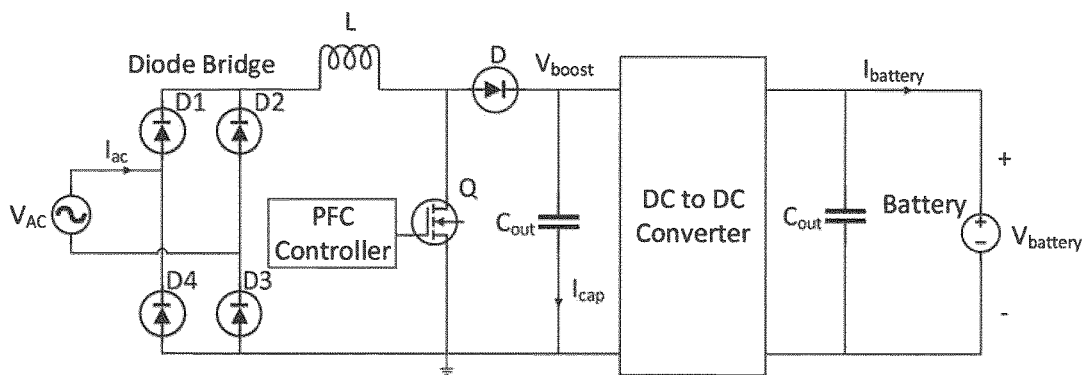 L
Diode Bridge
D
V_boost
I_battery
D1
D2
I_ac
V_AC
Q
PFC
Controller
C_out
DC to DC
Converter
C_out
Battery
+
V_battery
-
D4
D3
I_cap